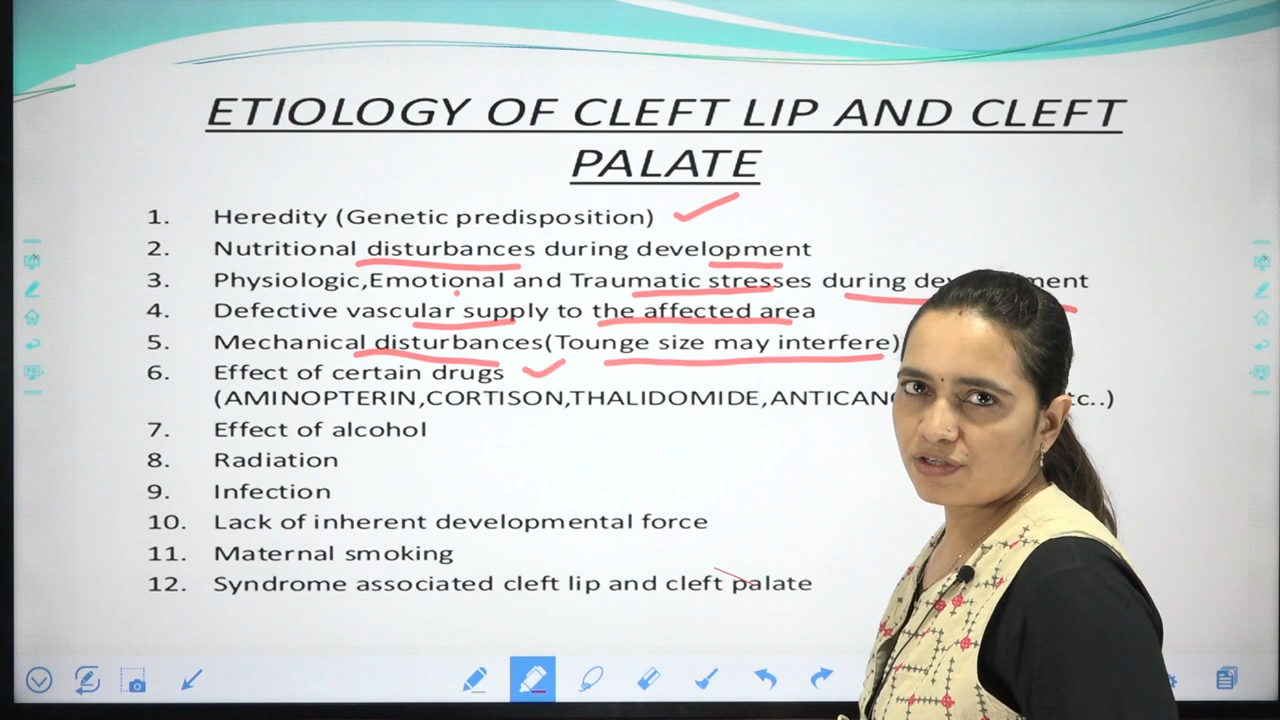 ETIOLOGY OF CLEFT LIP AND CLEFT
PALATE
1. Heredity (Genetic predisposition)
2. Nutritional disturbances during development
3. Physiologic,Emotional and Traumatic stresses during
4. Defective vascular supply to the affected area
5. Mechanical disturbances(Tounge size may interfere)
6. Effect of certain drugs
(AMINOPTERIN,CORTISON,THALIDOMIDE,
7. Effect of alcohol
8. Radiation
9. Infection
10. Lack of inherent developmental force
11. Maternal smoking
12. Syndrome associated cleft lip and cleft palate